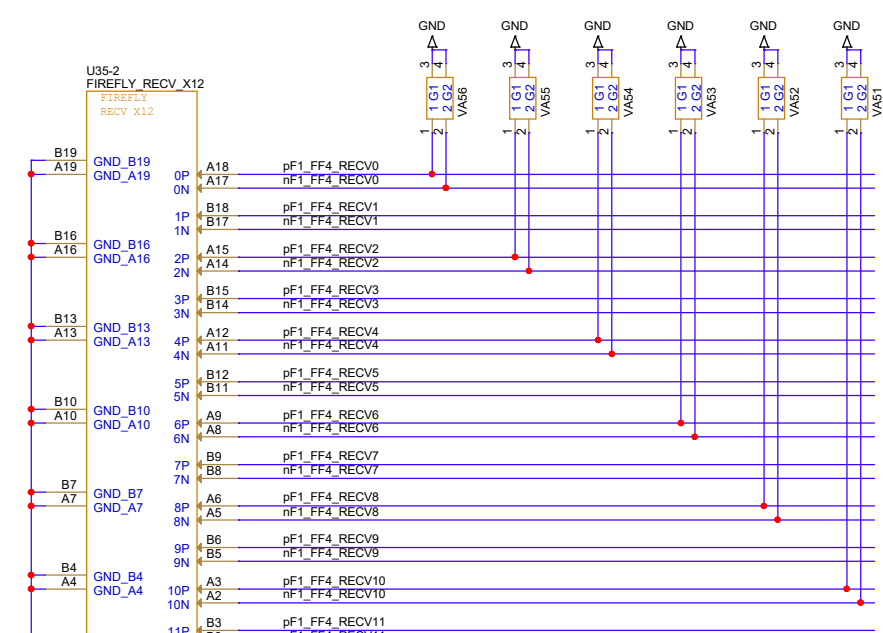 GND GND GND GND GND GND
U35-2
FIREFLY_RECV_X12
FIREFLY
RECV X12
3 4 3 4 3 4 3 4 3 4 3 4
1 G1 1 G1 1 G1 1 G1 1 G1 1 G1
2 G2 2 G2 2 G2 2 G2 2 G2 2 G2
VA56 VA55 VA54 VA53 VA52 VA51
1 2 1 2 1 2 1 2 1 2 1 2
B19 GND_B19
A19 GND_A19 0P A18 pF1_FF4_RECV0
0N A17 nF1_FF4_RECV0
1P B18 pF1_FF4_RECV1
1N B17 nF1_FF4_RECV1
B16 GND_B16
A16 GND_A16 2P A15 pF1_FF4_RECV2
2N A14 nF1_FF4_RECV2
3P B15 pF1_FF4_RECV3
3N B14 nF1_FF4_RECV3
B13 GND_B13
A13 GND_A13 4P A12 pF1_FF4_RECV4
4N A11 nF1_FF4_RECV4
5P B12 pF1_FF4_RECV5
5N B11 nF1_FF4_RECV5
B10 GND_B10
A10 GND_A10 6P A9 pF1_FF4_RECV6
6N A8 nF1_FF4_RECV6
7P B9 pF1_FF4_RECV7
7N B8 nF1_FF4_RECV7
B7 GND_B7
A7 GND_A7 8P A6 pF1_FF4_RECV8
8N A5 nF1_FF4_RECV8
9P B6 pF1_FF4_RECV9
9N B5 nF1_FF4_RECV9
B4 GND_B4
A4 GND_A4 10P A3 pF1_FF4_RECV10
10N A2 nF1_FF4_RECV10
11P B3 pF1_FF4_RECV11